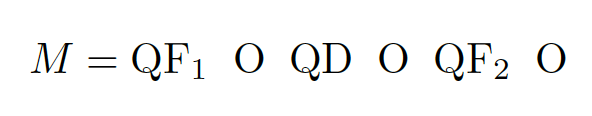 M = QF₁ O QD O QF₂ O